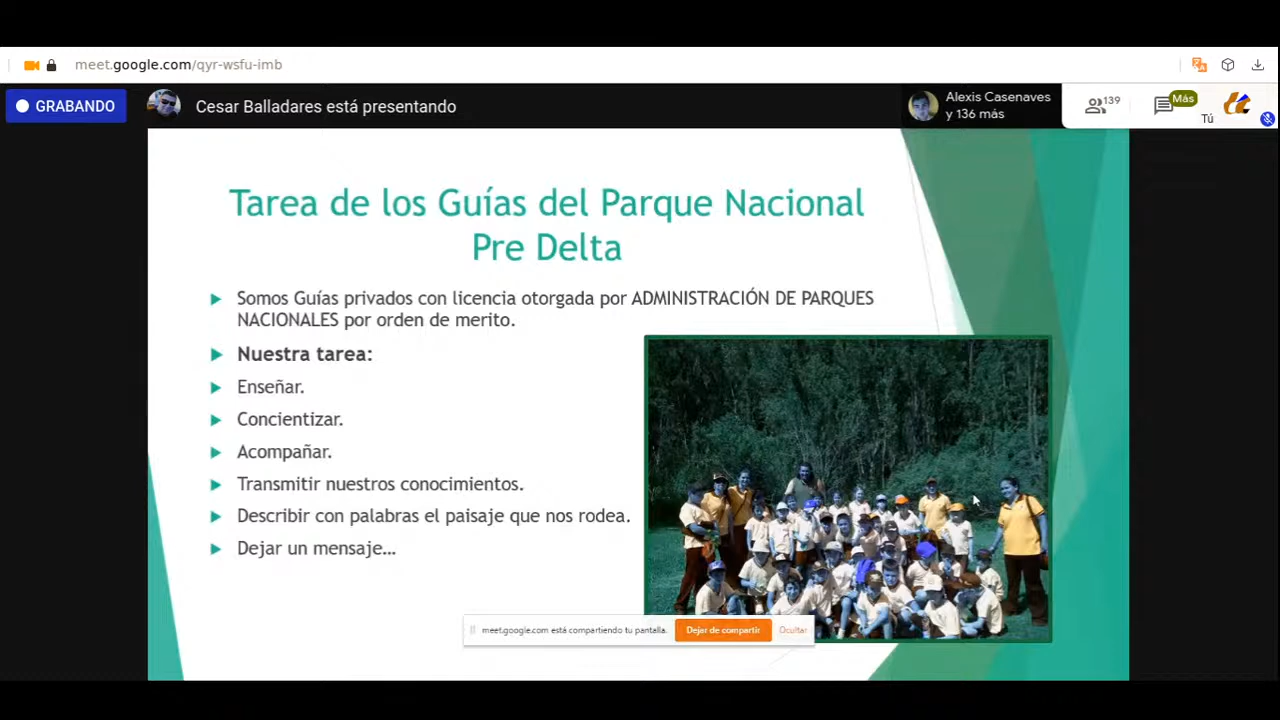 meet.google.com/qyr-wsfu-imb
GRABANDO
Cesar Balladares está presentando
Alexis Casenaves
y 136 más
139
Más
Tú
Tarea de los Guías del Parque Nacional
Pre Delta
Somos Guías privados con licencia otorgada por ADMINISTRACIÓN DE PARQUES
NACIONALES por orden de merito.
Nuestra tarea:
Enseñar.
Concientizar.
Acompañar.
Transmitir nuestros conocimientos.
Describir con palabras el paisaje que nos rodea.
Dejar un mensaje...
meet.google.com está compartiendo tu pantalla.
Dejar de compartir
Ocultar